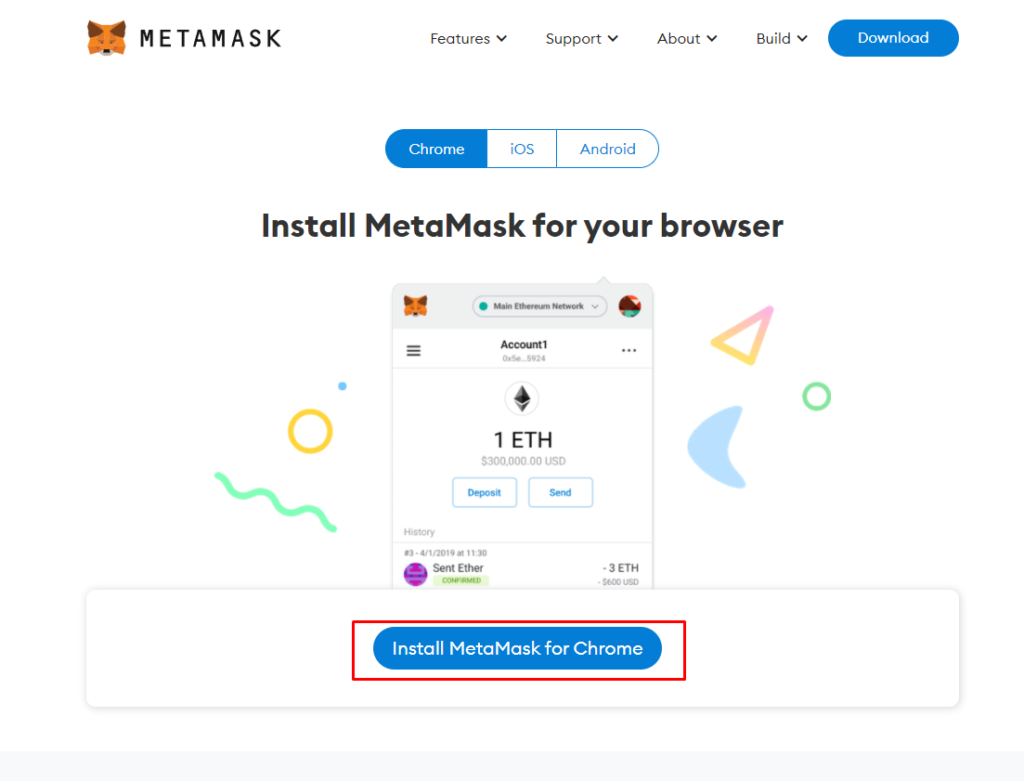 METAMASK
Features Support About Build Download
Chrome iOS Android
Install MetaMask for your browser
Main Ethereum Network
Account1
0x5e...5924
1 ETH
$300,000.00 USD
Deposit Send
History
#3 - 4/1/2019 at 11:30
Sent Ether - 3 ETH
CONFIRMED - $600 USD
Install MetaMask for Chrome